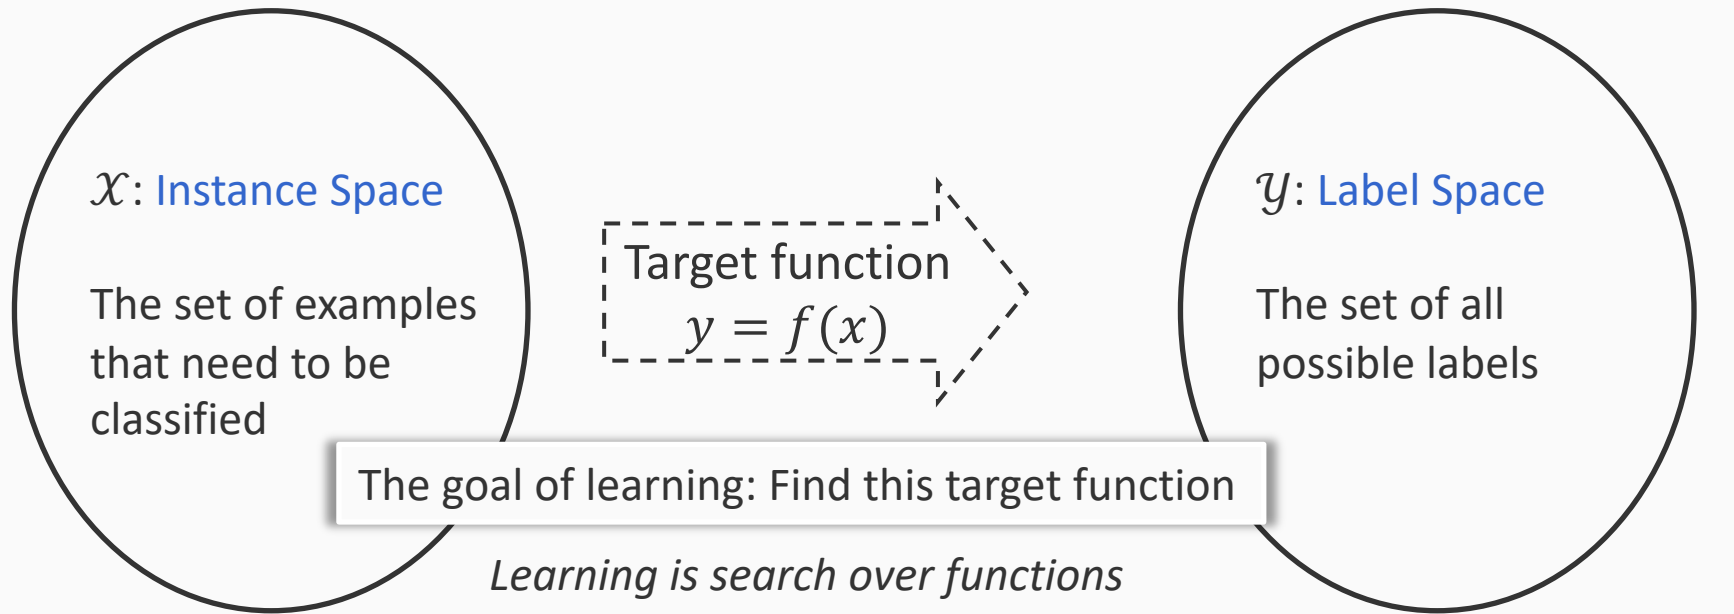 𝒳: Instance Space
The set of examples
that need to be
classified
Target function
y = f(x)
𝒴: Label Space
The set of all
possible labels
The goal of learning: Find this target function
Learning is search over functions